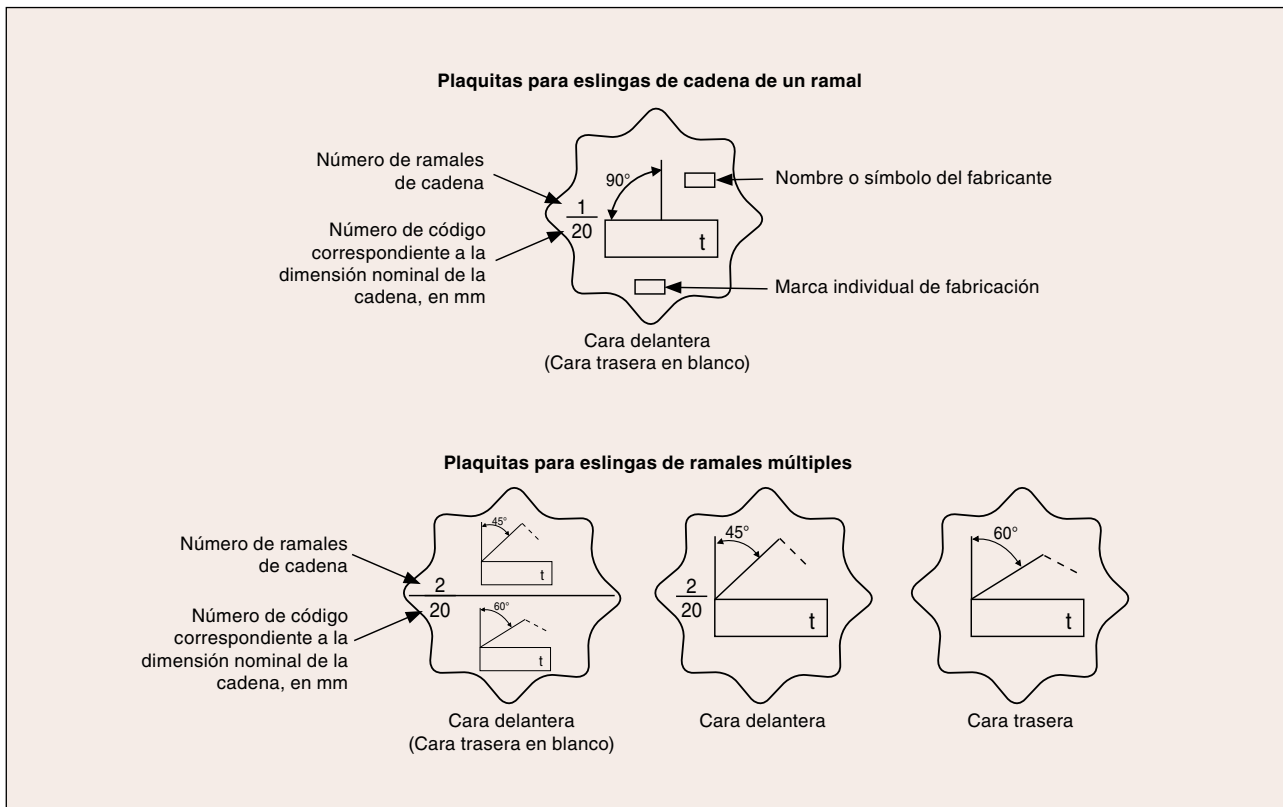 Plaquitas para eslingas de cadena de un ramal
Número de ramales
de cadena
90°
Nombre o símbolo del fabricante
1
20
t
Número de código
correspondiente a la
dimensión nominal de la
cadena, en mm
Marca individual de fabricación
Cara delantera
(Cara trasera en blanco)
Plaquitas para eslingas de ramales múltiples
Número de ramales
de cadena
Número de código
correspondiente a la
dimensión nominal de la
cadena, en mm
45°
t
2
20
60°
t
Cara delantera
(Cara trasera en blanco)
45°
2
20
t
Cara delantera
60°
t
Cara trasera